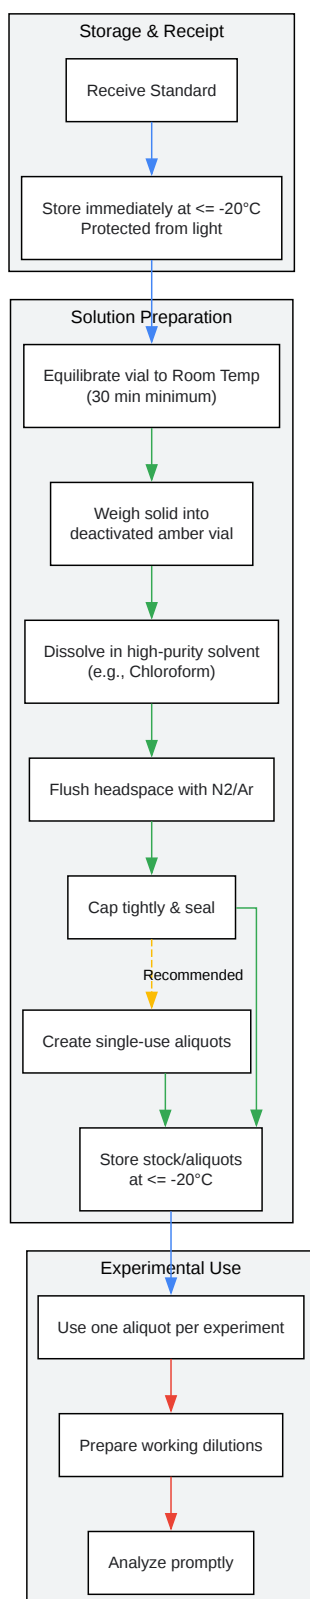 Storage & Receipt
Receive Standard
Store immediately at <= -20°C
Protected from light
Solution Preparation
Equilibrate vial to Room Temp
(30 min minimum)
Weigh solid into
deactivated amber vial
Dissolve in high-purity solvent
(e.g., Chloroform)
Flush headspace with N2/Ar
Cap tightly & seal
Recommended
Create single-use aliquots
Store stock/aliquots
at <= -20°C
Experimental Use
Use one aliquot per experiment
Prepare working dilutions
Analyze promptly